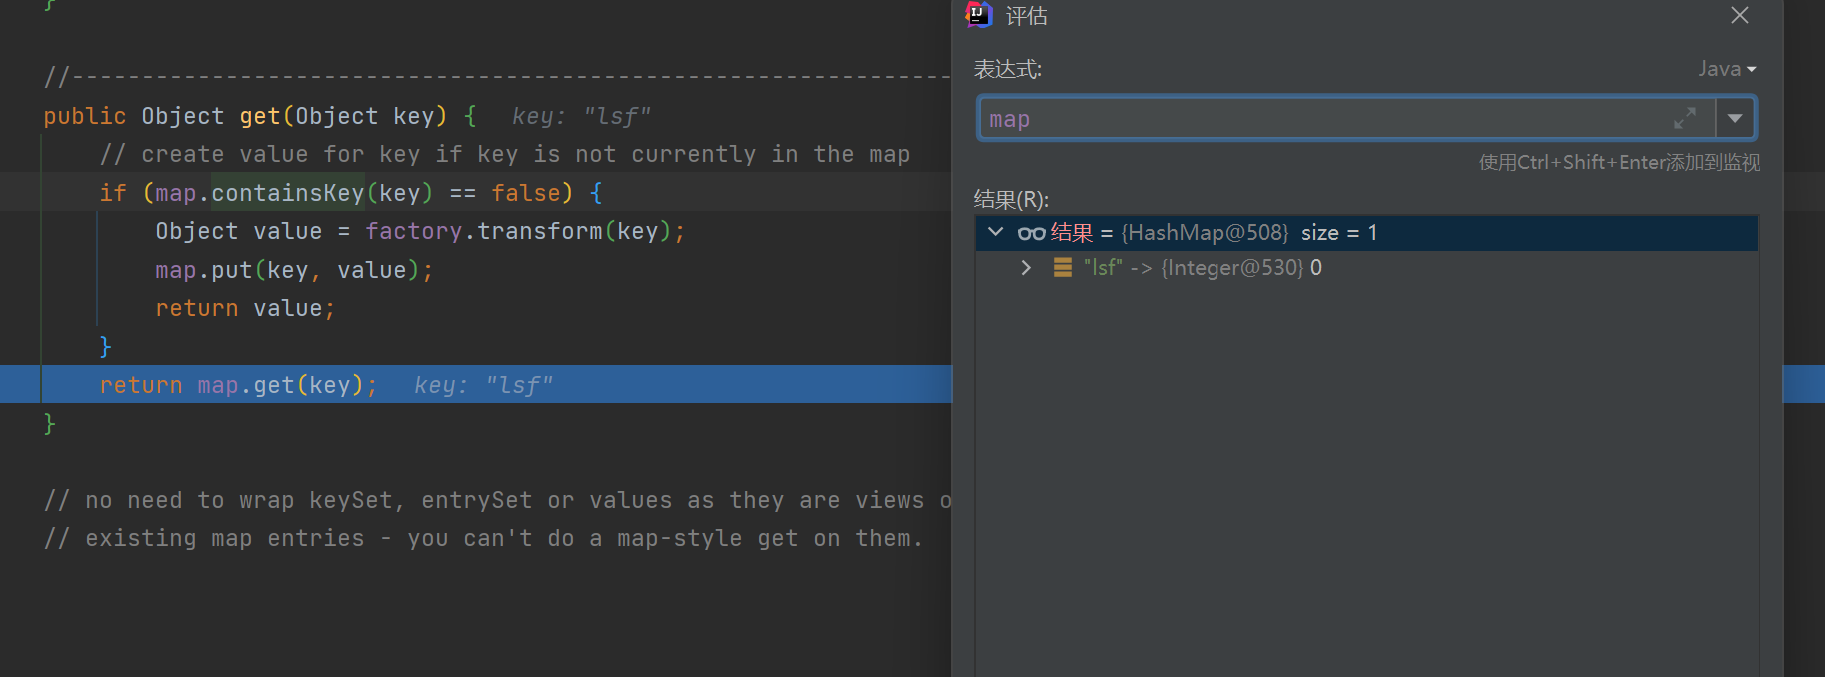 }
//---------------------------------------------------------------
public Object get(Object key) {   key: "lsf"
// create value for key if key is not currently in the map
if (map.containsKey(key) == false) {
Object value = factory.transform(key);
map.put(key, value);
return value;
}
return map.get(key);   key: "lsf"
}
// no need to wrap keySet, entrySet or values as they are views o
// existing map entries - you can't do a map-style get on them.
IJ 评估
表达式:
Java
map
使用Ctrl+Shift+Enter添加到监视
结果(R):
结果 = {HashMap@508} size = 1
"lsf" -> {Integer@530} 0